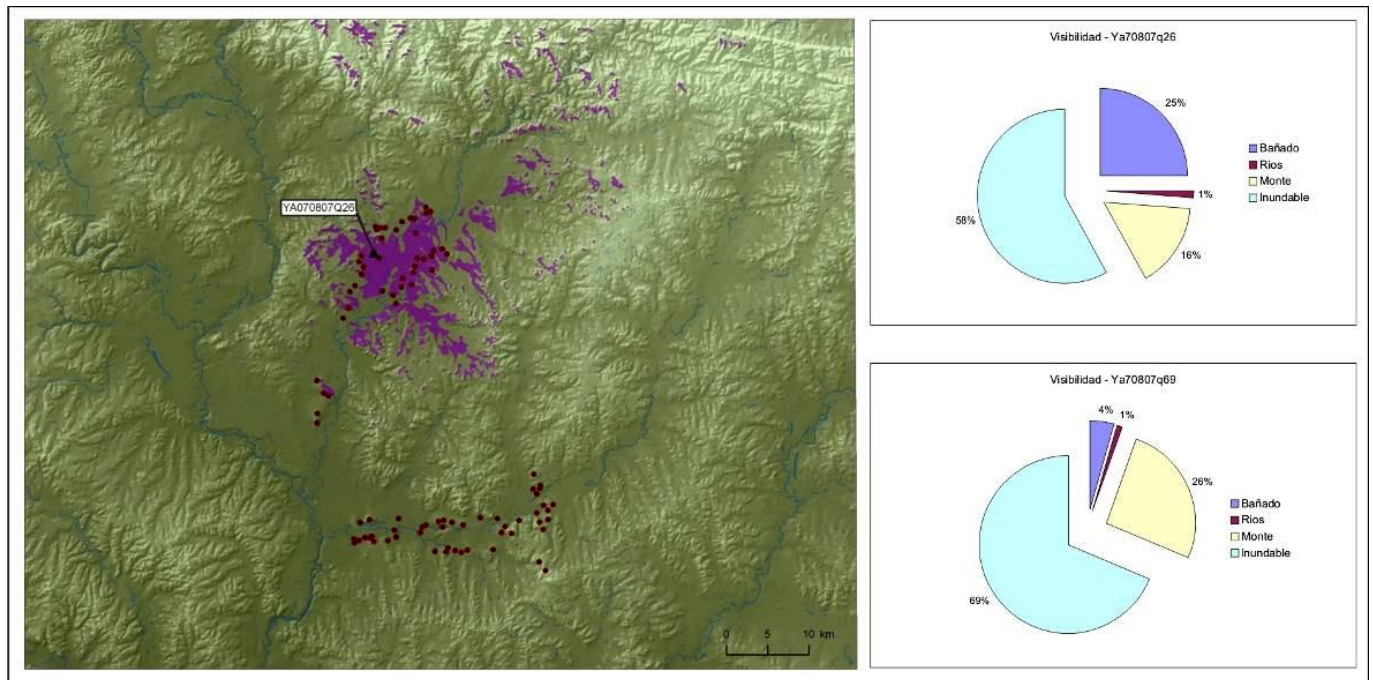 YA070807Q26
0 5 10 km
Visibilidad - Ya70807q26
25%
1%
16%
58%
Bañado
Rios
Monte
Inundable
Visibilidad - Ya70807q69
4%
1%
26%
69%
Bañado
Rios
Monte
Inundable